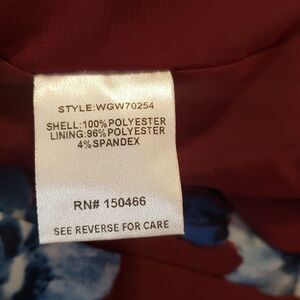 STYLE:WGW70254
SHELL:100%POLYESTER
LINING:96%POLYESTER
4%SPANDEX
RN# 150466
SEE REVERSE FOR CARE